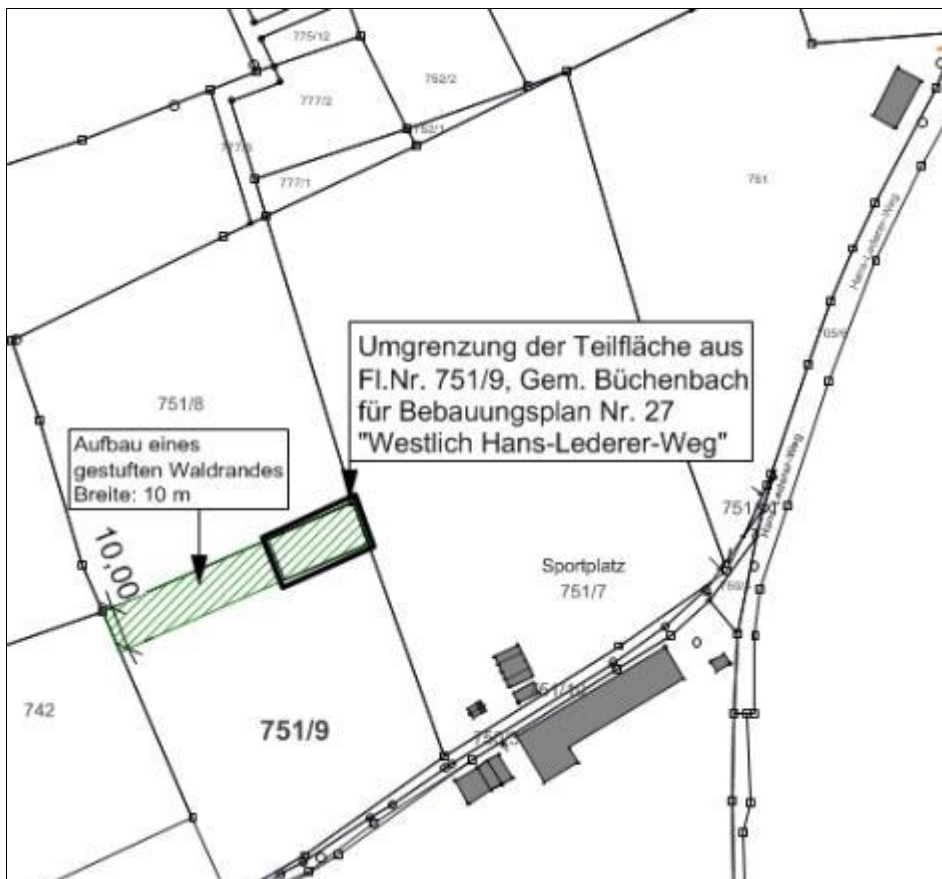 775/12
752/2
777/2
752/1
777/1
751
Hans-Lederer-Weg
Umgrenzung der Teilfläche aus
Fl.Nr. 751/9, Gem. Büchenbach
für Bebauungsplan Nr. 27
"Westlich Hans-Lederer-Weg"
751/8
Aufbau eines
gestuften Waldrandes
Breite: 10 m
10,00
Hans-Lederer-Weg
Sportplatz
751/7
742
751/9